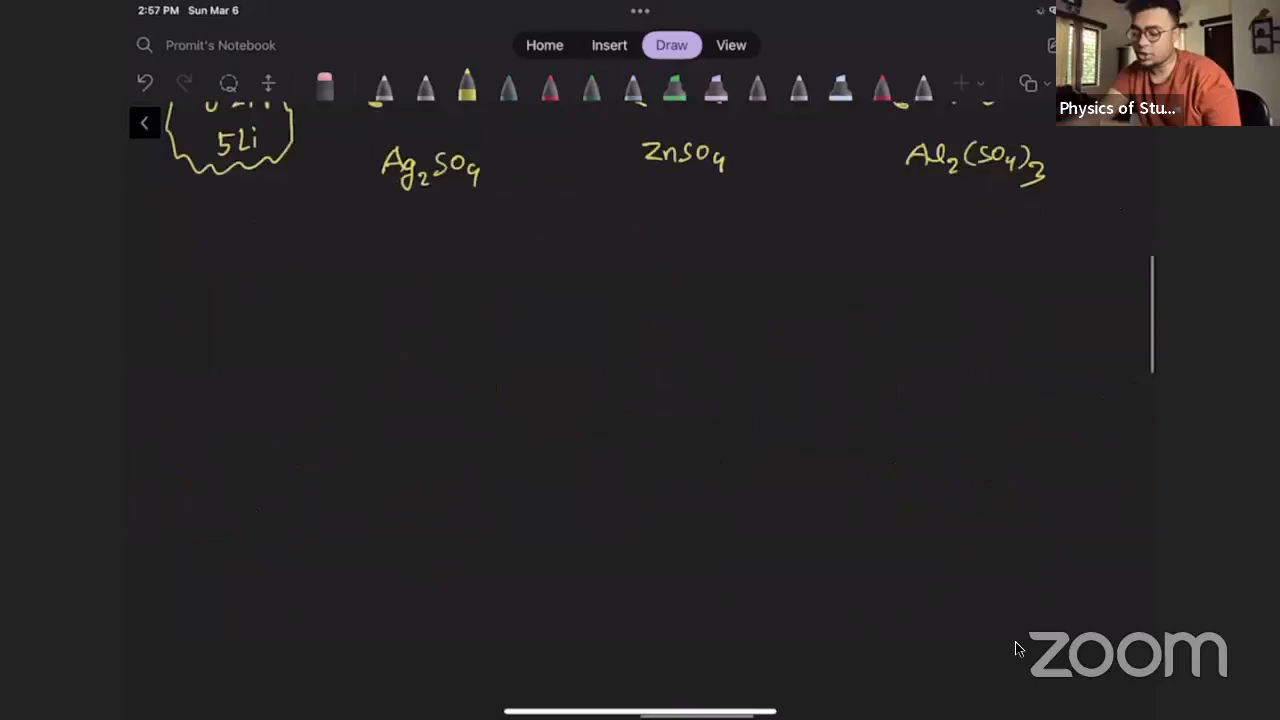 2:57 PM Sun Mar 6
Promit's Notebook
Home Insert Draw View
Physics of Stu...
5Li
Ag₂SO₄
ZnSO₄
Al₂(SO₄)₃
zoom